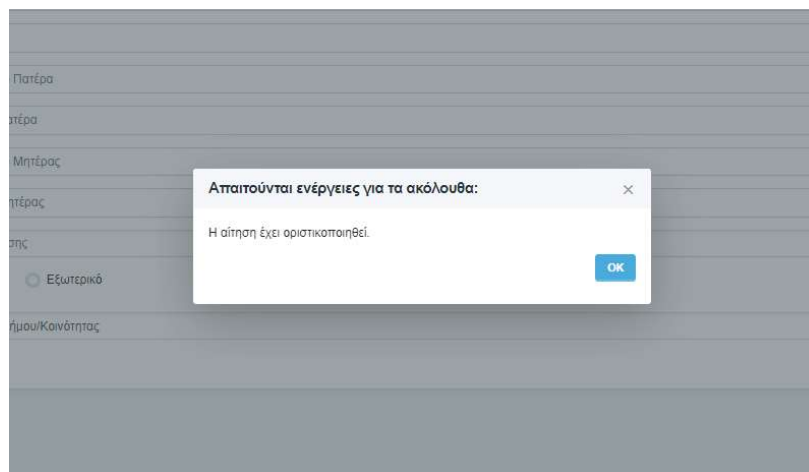 Πατέρα
ατέρα
Μητέρας
ητέρας
σης
Εξωτερικό
ήμου/Κοινότητας
Απαιτούνται ενέργειες για τα ακόλουθα:
Η αίτηση έχει οριστικοποιηθεί.
OK